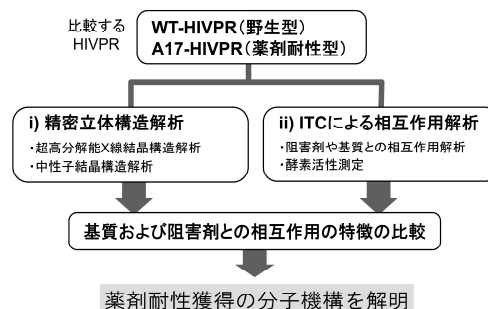 比較する
HIVPR
WT-HIVPR（野生型）
A17-HIVPR（薬剤耐性型）
i) 精密立体構造解析
・超高分解能X線結晶構造解析
・中性子結晶構造解析
ii) ITCによる相互作用解析
・阻害剤や基質との相互作用解析
・酵素活性測定
基質および阻害剤との相互作用の特徴の比較
薬剤耐性獲得の分子機構を解明